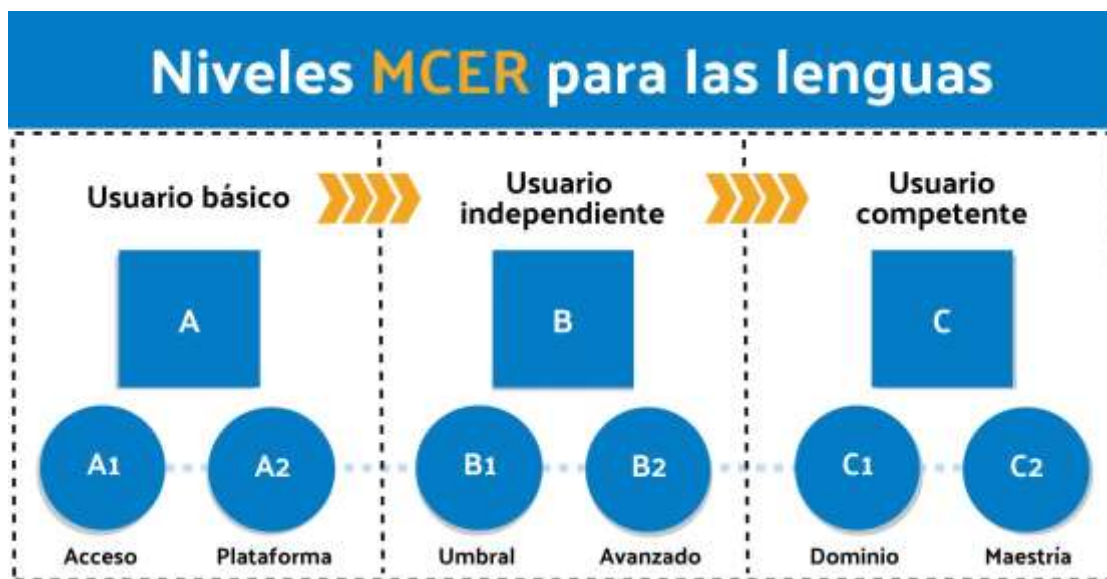 Niveles MCER para las lenguas
Usuario básico
Usuario
independiente
Usuario
competente
A
B
C
A1
A2
B1
B2
C1
C2
Acceso
Plataforma
Umbral
Avanzado
Dominio
Maestría